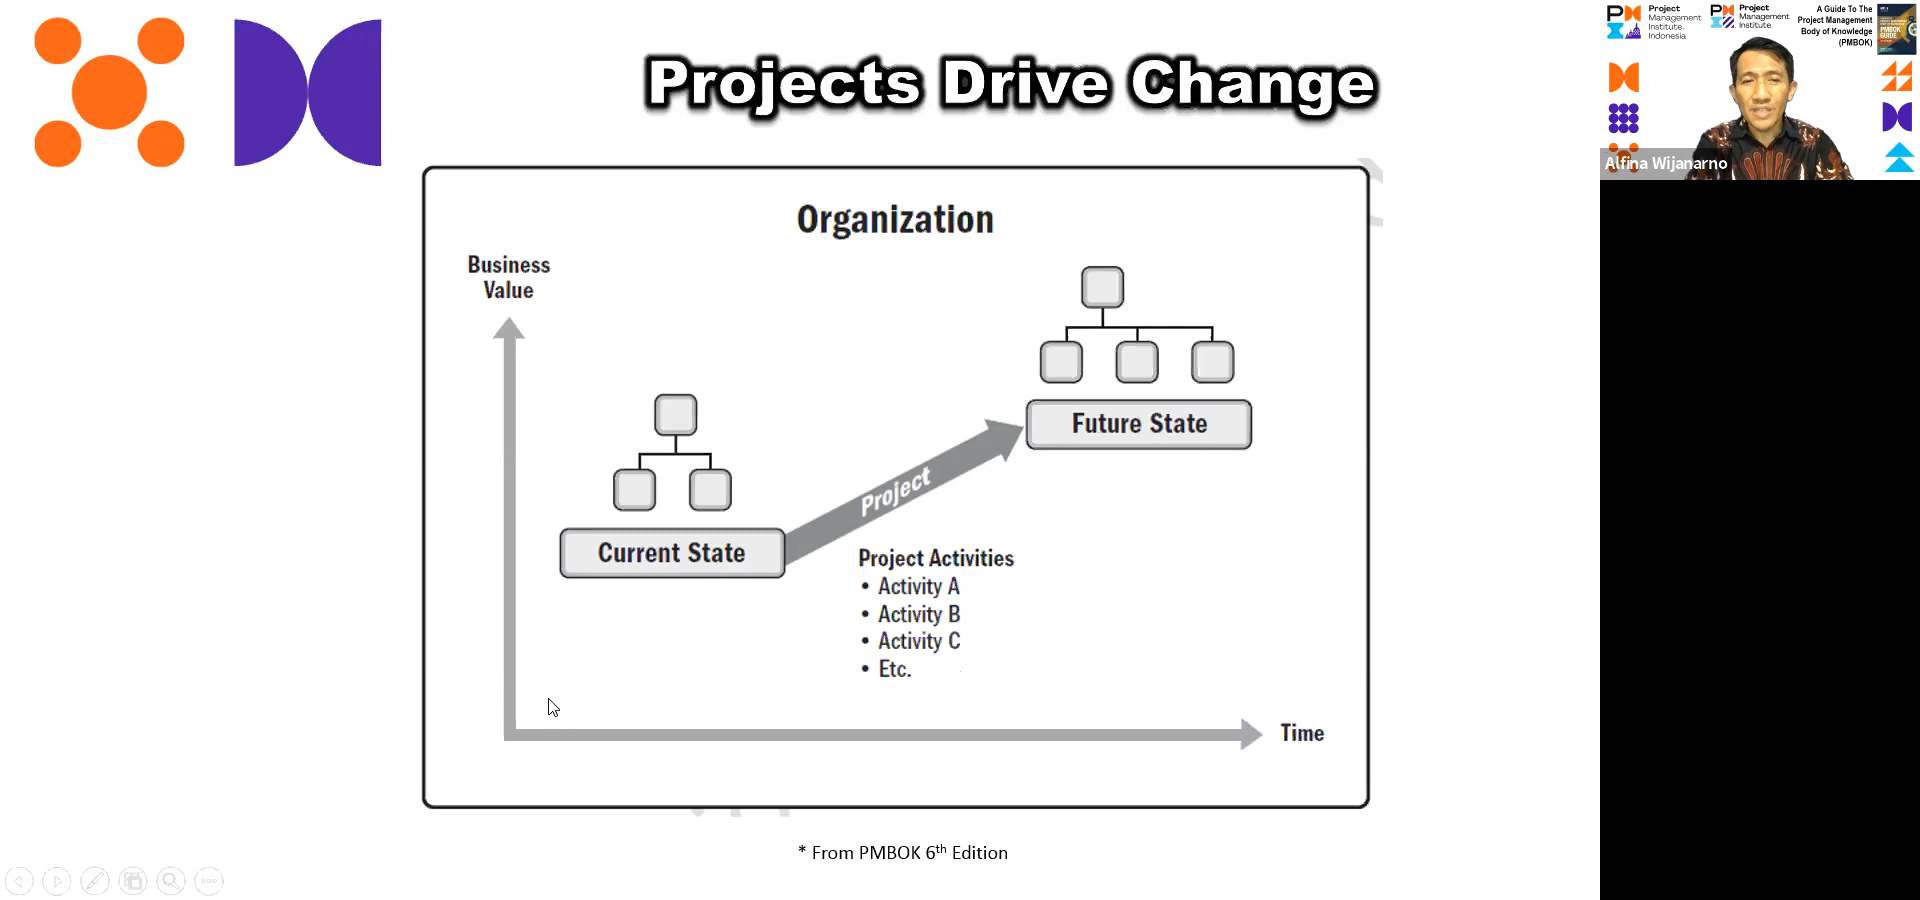 Projects Drive Change
Organization
Business
Value
Future State
Project
Current State
Project Activities
• Activity A
• Activity B
• Activity C
• Etc.
Time
* From PMBOK 6th Edition
Project
Management
Institute.
Indonesia
Project
Management
Institute.
A Guide To The
Project Management
Body of Knowledge
(PMBOK)
PMBOK
GUIDE
Alfina Wijanarno